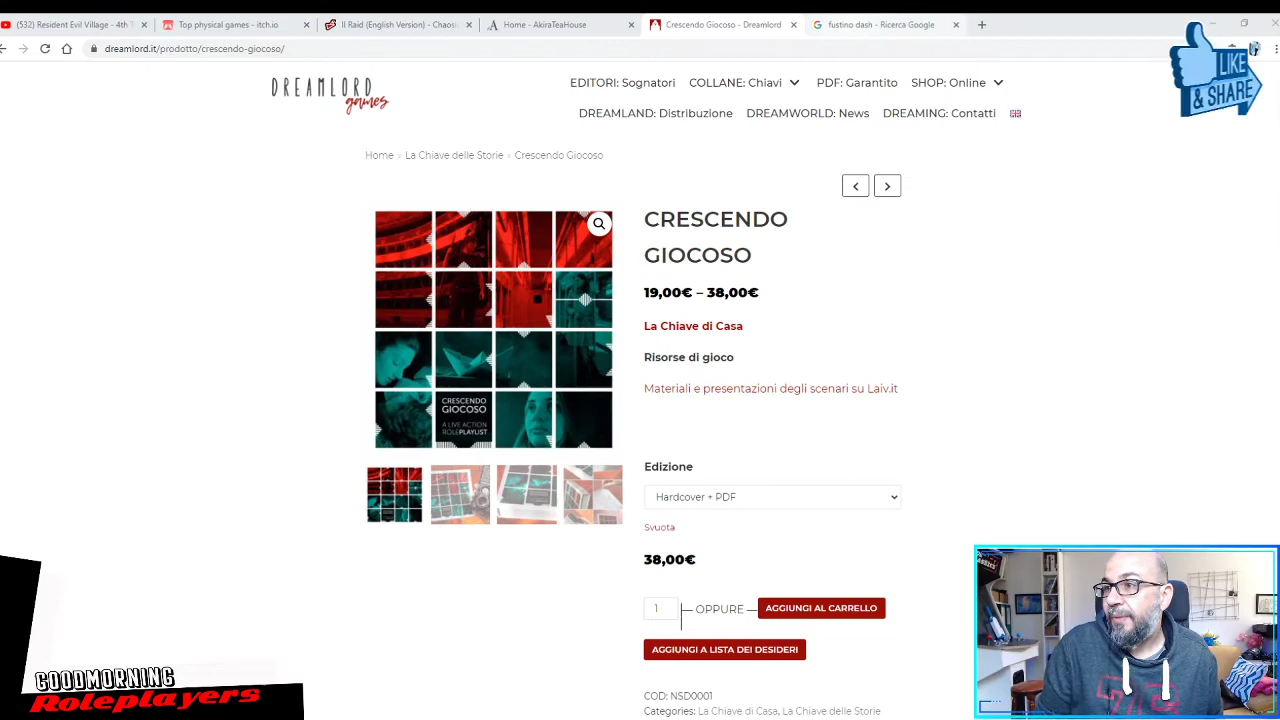 (532) Resident Evil Village - 4th T
Top physical games - itch.io
Il Raid (English Version) - Chaosi
Home - AkiraTeaHouse
Crescendo Giocoso - Dreamlord
fustino dash - Ricerca Google
dreamlord.it/prodotto/crescendo-giocoso/
LIKE
& SHARE
DREAMLORD
games
EDITORI: Sognatori
COLLANE: Chiavi
PDF: Garantito
SHOP: Online
DREAMLAND: Distribuzione
DREAMWORLD: News
DREAMING: Contatti
Home » La Chiave delle Storie » Crescendo Giocoso
CRESCENDO
GIOCOSO
19,00€ – 38,00€
La Chiave di Casa
Risorse di gioco
Materiali e presentazioni degli scenari su Laiv.it
CRESCENDO
GIOCOSO
A LIVE ACTION
ROLEPLAYLIST
Edizione
Hardcover + PDF
Svuota
38,00€
1
— OPPURE —
AGGIUNGI AL CARRELLO
AGGIUNGI A LISTA DEI DESIDERI
COD: NSD0001
Categories: La Chiave di Casa, La Chiave delle Storie
GOODMORNING
Roleplayers